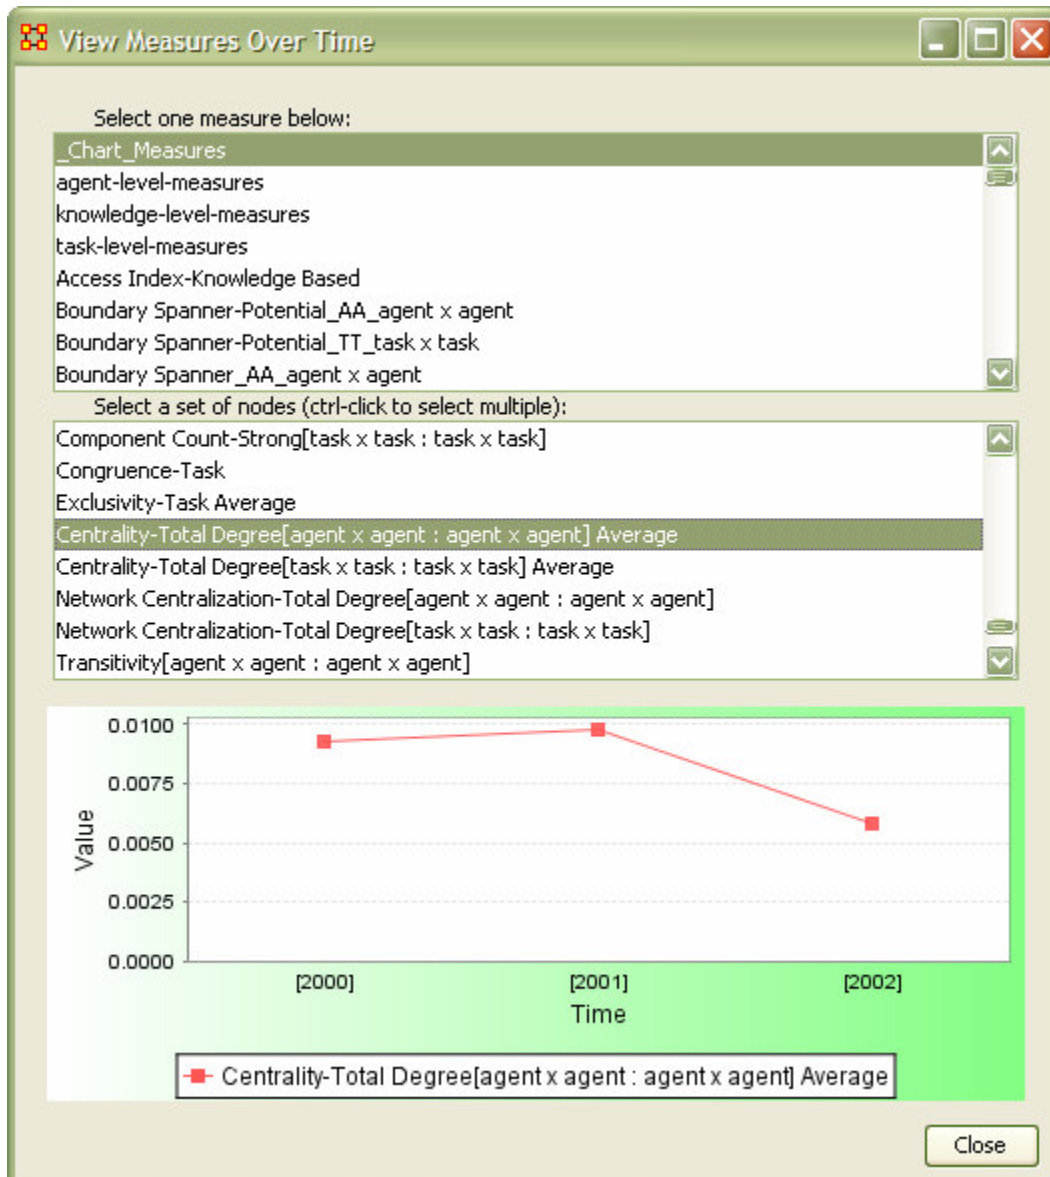 View Measures Over Time
Select one measure below:
_Chart_Measures
agent-level-measures
knowledge-level-measures
task-level-measures
Access Index-Knowledge Based
Boundary Spanner-Potential_AA_agent x agent
Boundary Spanner-Potential_TT_task x task
Boundary Spanner_AA_agent x agent
Select a set of nodes (ctrl-click to select multiple):
Component Count-Strong[task x task : task x task]
Congruence-Task
Exclusivity-Task Average
Centrality-Total Degree[agent x agent : agent x agent] Average
Centrality-Total Degree[task x task : task x task] Average
Network Centralization-Total Degree[agent x agent : agent x agent]
Network Centralization-Total Degree[task x task : task x task]
Transitivity[agent x agent : agent x agent]
0.0100
0.0075
0.0050
0.0025
0.0000
Value
[2000] [2001] [2002]
Time
Centrality-Total Degree[agent x agent : agent x agent] Average
Close